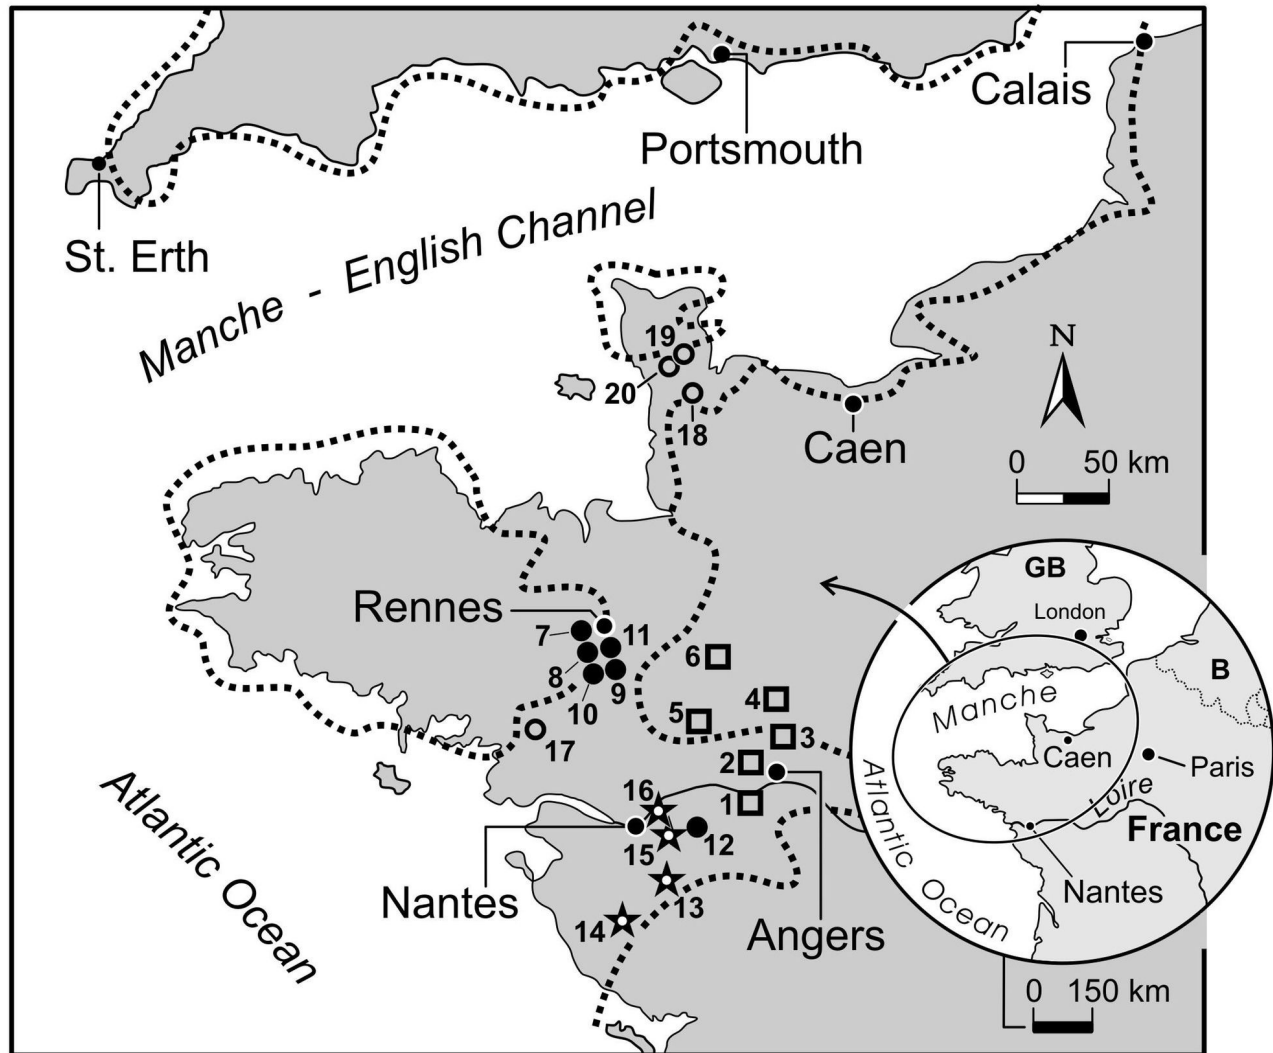 Calais
Portsmouth
St. Erth
Manche - English Channel
19
20
18
N
Caen
0 50 km
Rennes
7
11
8
9
10
6
4
5
3
17
2
1
16
15
12
Nantes
13
14
Angers
Atlantic Ocean
GB
London
B
Manche
Caen
Paris
Loire
France
Nantes
Atlantic Ocean
0 150 km